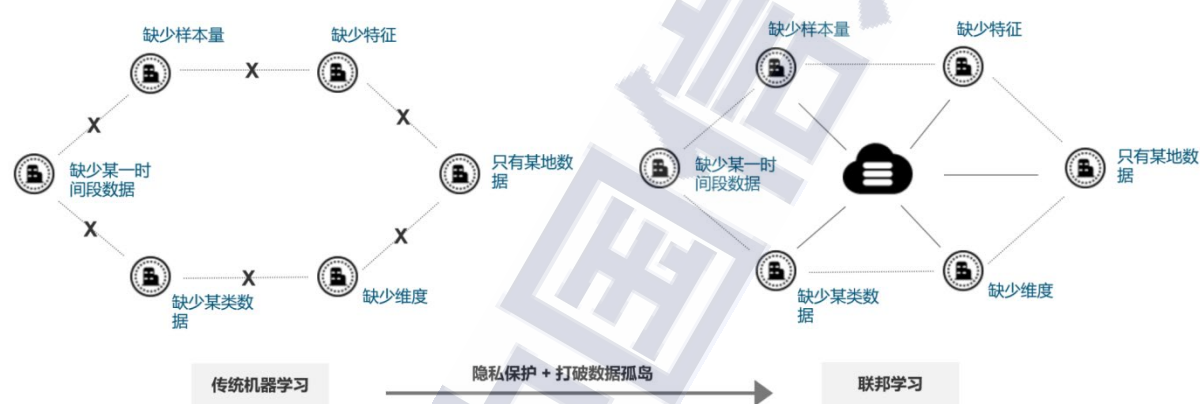 缺少样本量
缺少特征
X
X
X
缺少某一时
间段数据
只有某地数
据
X
X
X
缺少某类数
据
缺少维度
传统机器学习
隐私保护 + 打破数据孤岛
缺少样本量
缺少特征
缺少某一时
间段数据
只有某地数
据
缺少某类数
据
缺少维度
联邦学习